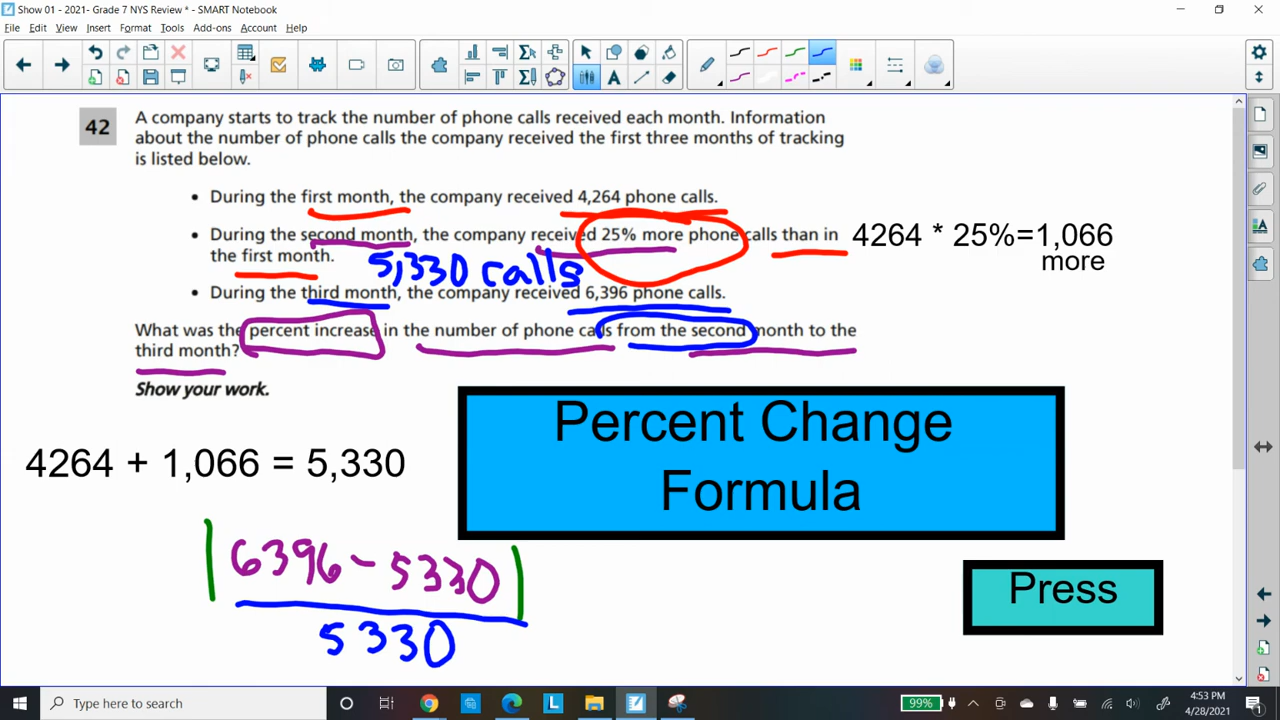 Show 01 - 2021- Grade 7 NYS Review * - SMART Notebook
File Edit View Insert Format Tools Add-ons Account Help
42
A company starts to track the number of phone calls received each month. Information
about the number of phone calls the company received the first three months of tracking
is listed below.
• During the first month, the company received 4,264 phone calls.
• During the second month, the company received 25% more phone calls than in
the first month.
4264 * 25%=1,066
more
5,330 calls
• During the third month, the company received 6,396 phone calls.
What was the percent increase in the number of phone calls from the second month to the
third month?
Show your work.
Percent Change
Formula
4264 + 1,066 = 5,330
|6396 - 5330|
5330
Press
Type here to search
99%
4:53 PM
4/28/2021
1